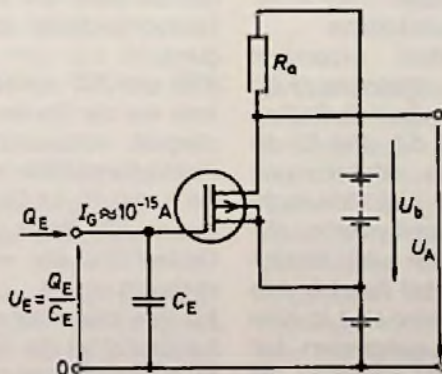 Rₐ
I_G≈10⁻¹⁵A
Q_E
U_b
U_A
U_E=Q_E/C_E
C_E
0